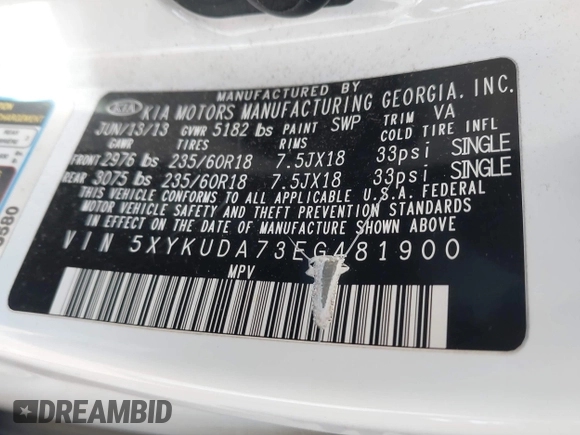 MANUFACTURED BY
KIA KIA MOTORS MANUFACTURING GEORGIA, INC.
JUN/13/13 GVWR 5182 lbs PAINT SWP TRIM VA
GAWR TIRES RIMS COLD TIRE INFL
FRONT 2976 lbs 235/60R18 7.5JX18 33psi SINGLE
REAR 3075 lbs 235/60R18 7.5JX18 33psi SINGLE
THIS VEHICLE CONFORMS TO ALL APPLICABLE U.S.A. FEDERAL
MOTOR VEHICLE SAFETY AND THEFT PREVENTION STANDARDS
IN EFFECT ON THE DATE OF MANUFACTURE SHOWN ABOVE.
VIN 5XYKUDA73EG481900
MPV
DREAMBID